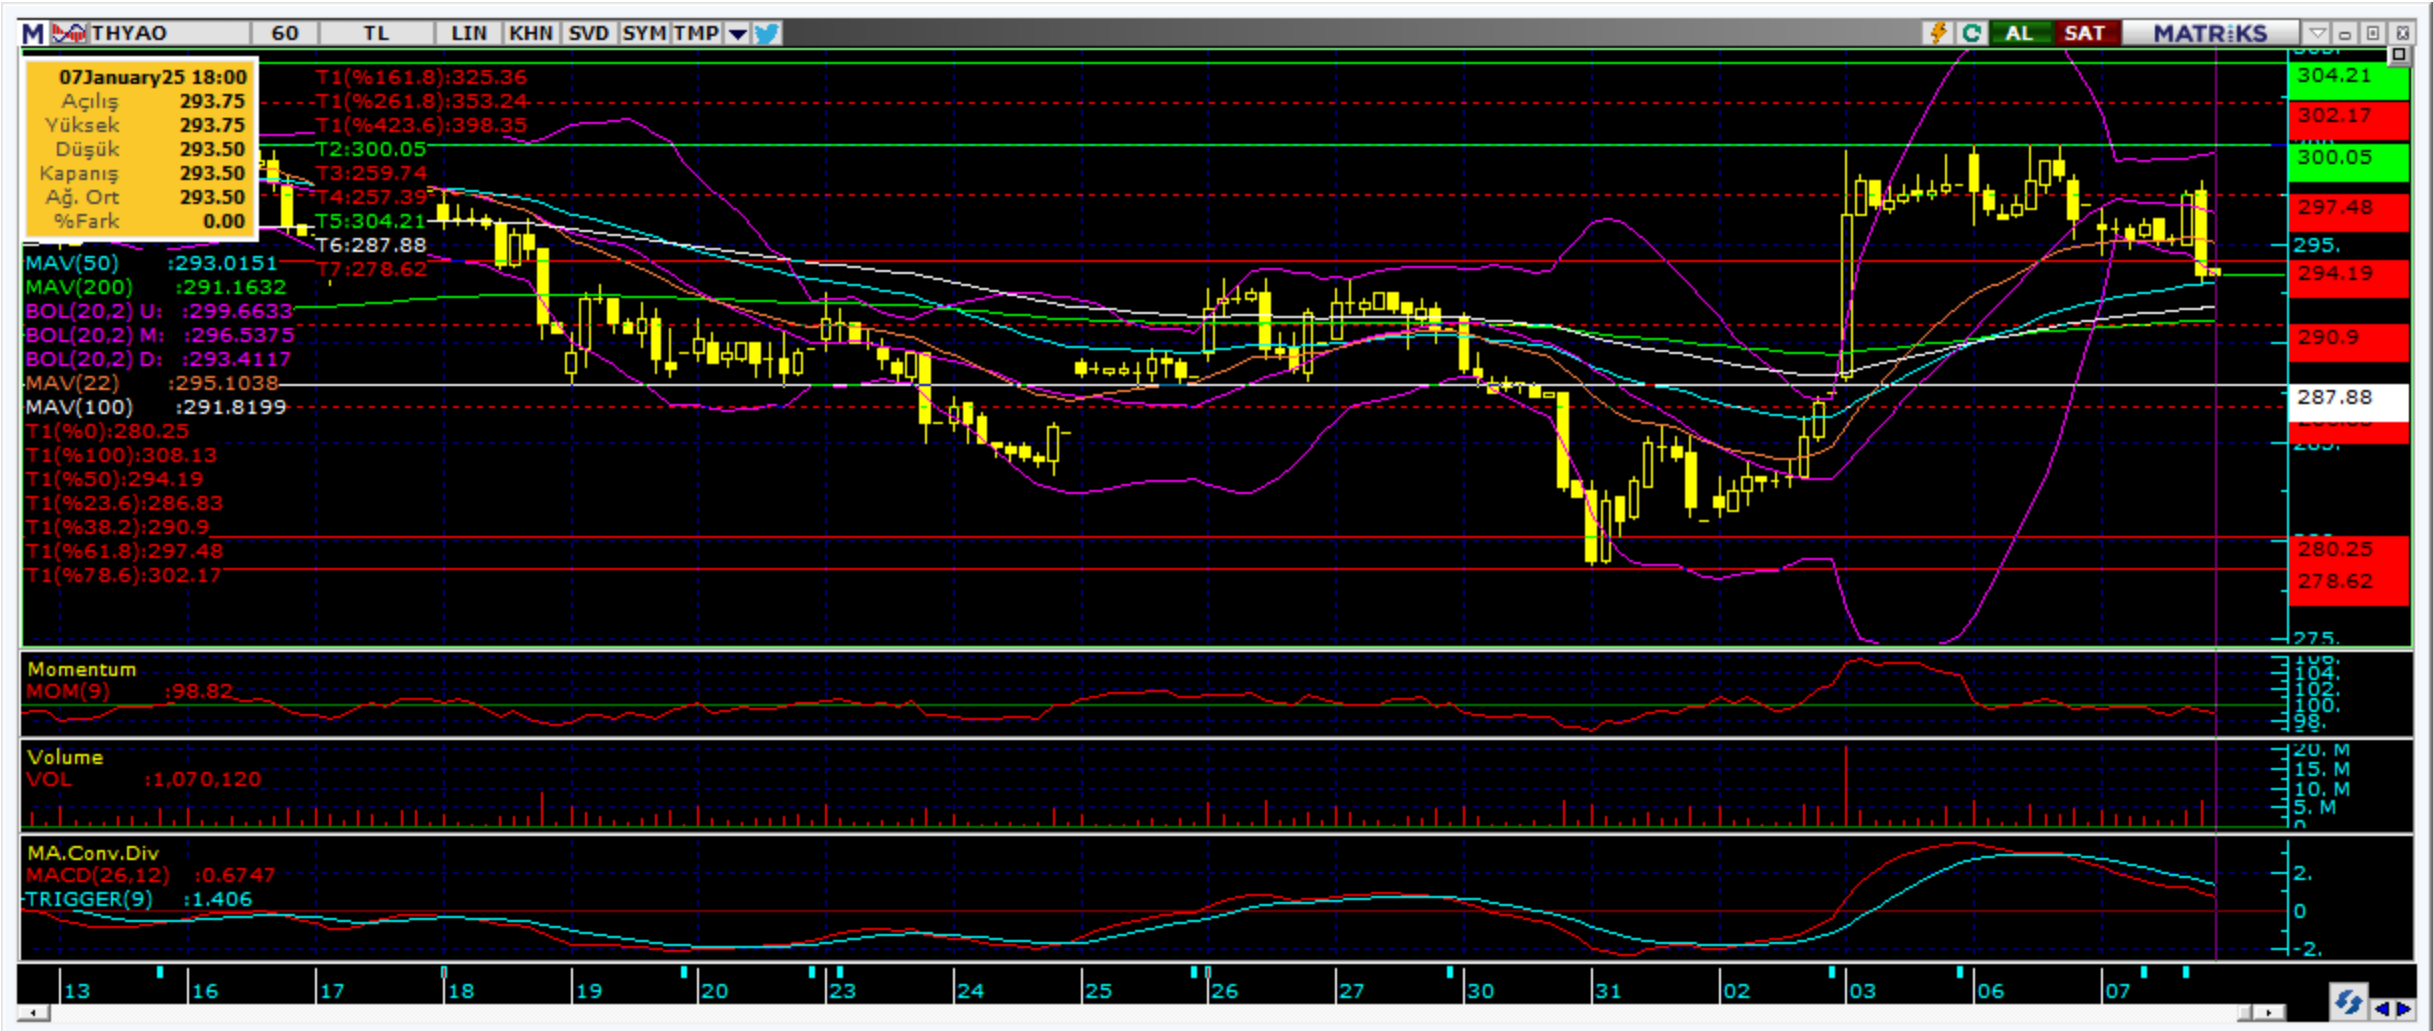 M THYAO 60 TL LIN KHN SVD SYM TMP AL SAT MATRiKS
07January25 18:00
Açılış 293.75
Yüksek 293.75
Düşük 293.50
Kapanış 293.50
Ağ. Ort 293.50
%Fark 0.00
T1(%161.8):325.36
T1(%261.8):353.24
T1(%423.6):398.35
T2:300.05
T3:259.74
T4:257.39
T5:304.21
T6:287.88
T7:278.62
MAV(50) :293.0151
MAV(200) :291.1632
BOL(20,2) U: :299.6633
BOL(20,2) M: :296.5375
BOL(20,2) D: :293.4117
MAV(22) :295.1038
MAV(100) :291.8199
T1(%0):280.25
T1(%100):308.13
T1(%50):294.19
T1(%23.6):286.83
T1(%38.2):290.9
T1(%61.8):297.48
T1(%78.6):302.17
304.21
302.17
300.05
297.48
295.
294.19
290.9
287.88
285.
280.25
278.62
275.
Momentum
MOM(9) :98.82
106.
104.
102.
100.
98.
Volume
VOL :1,070,120
20. M
15. M
10. M
5. M
0
MA.Conv.Div
MACD(26,12) :0.6747
TRIGGER(9) :1.406
2.
0
-2.
13 16 17 18 19 20 23 24 25 26 27 30 31 02 03 06 07